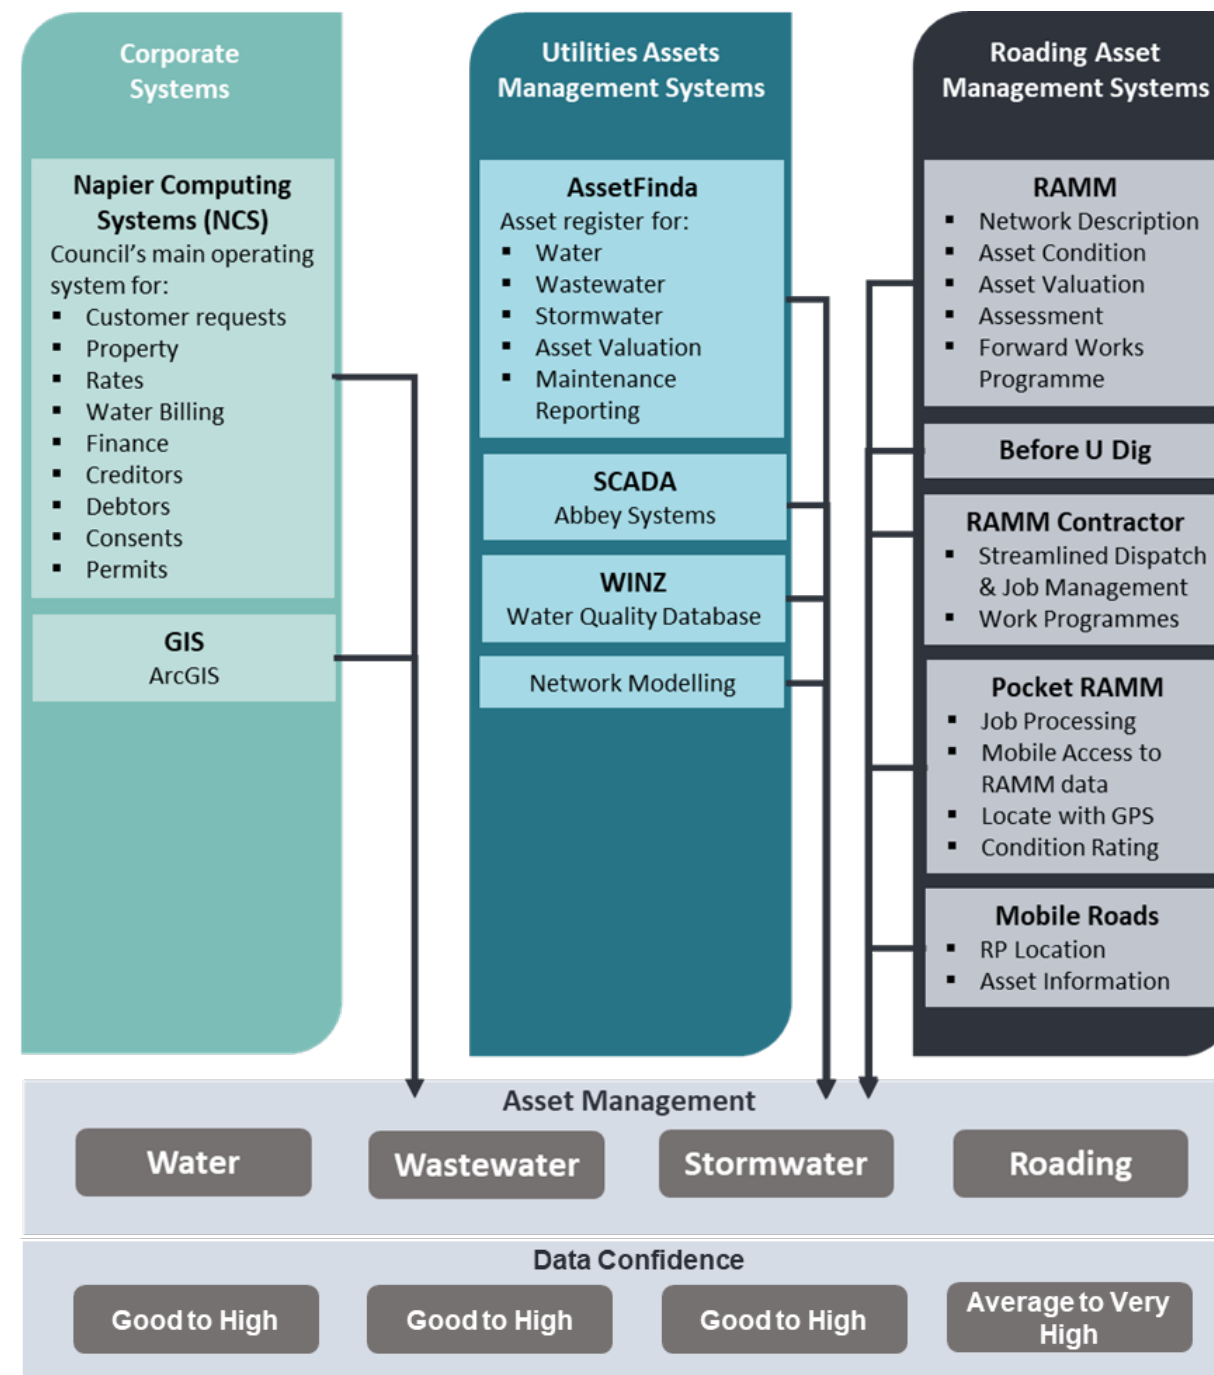 Corporate
Systems
Napier Computing
Systems (NCS)
Council's main operating
system for:
▪ Customer requests
▪ Property
▪ Rates
▪ Water Billing
▪ Finance
▪ Creditors
▪ Debtors
▪ Consents
▪ Permits
GIS
ArcGIS
Utilities Assets
Management Systems
AssetFinda
Asset register for:
▪ Water
▪ Wastewater
▪ Stormwater
▪ Asset Valuation
▪ Maintenance
Reporting
SCADA
Abbey Systems
WINZ
Water Quality Database
Network Modelling
Roading Asset
Management Systems
RAMM
▪ Network Description
▪ Asset Condition
▪ Asset Valuation
▪ Assessment
▪ Forward Works
Programme
Before U Dig
RAMM Contractor
▪ Streamlined Dispatch
& Job Management
▪ Work Programmes
Pocket RAMM
▪ Job Processing
▪ Mobile Access to
RAMM data
▪ Locate with GPS
▪ Condition Rating
Mobile Roads
▪ RP Location
▪ Asset Information
Asset Management
Water
Wastewater
Stormwater
Roading
Data Confidence
Good to High
Good to High
Good to High
Average to Very
High